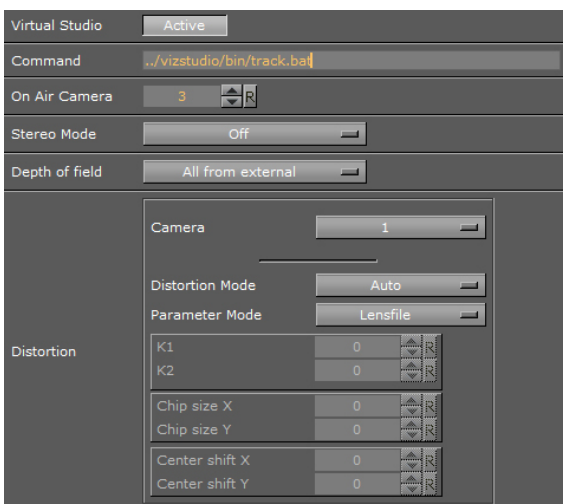 Virtual Studio Active
Command ../vizstudio/bin/track.bat
On Air Camera 3 R
Stereo Mode Off
Depth of field All from external
Camera 1
Distortion Mode Auto
Parameter Mode Lensfile
Distortion
K1 0 R
K2 0 R
Chip size X 0 R
Chip size Y 0 R
Center shift X 0 R
Center shift Y 0 R